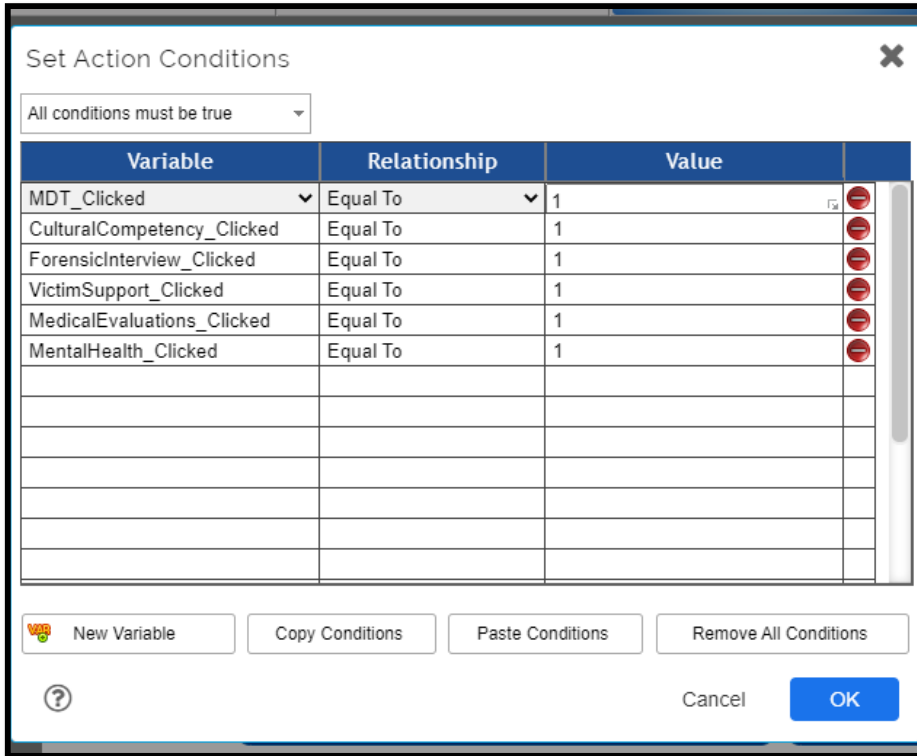 Set Action Conditions
All conditions must be true
Variable Relationship Value
MDT_Clicked Equal To 1
CulturalCompetency_Clicked Equal To 1
ForensicInterview_Clicked Equal To 1
VictimSupport_Clicked Equal To 1
MedicalEvaluations_Clicked Equal To 1
MentalHealth_Clicked Equal To 1
VAR New Variable Copy Conditions Paste Conditions Remove All Conditions
? Cancel OK